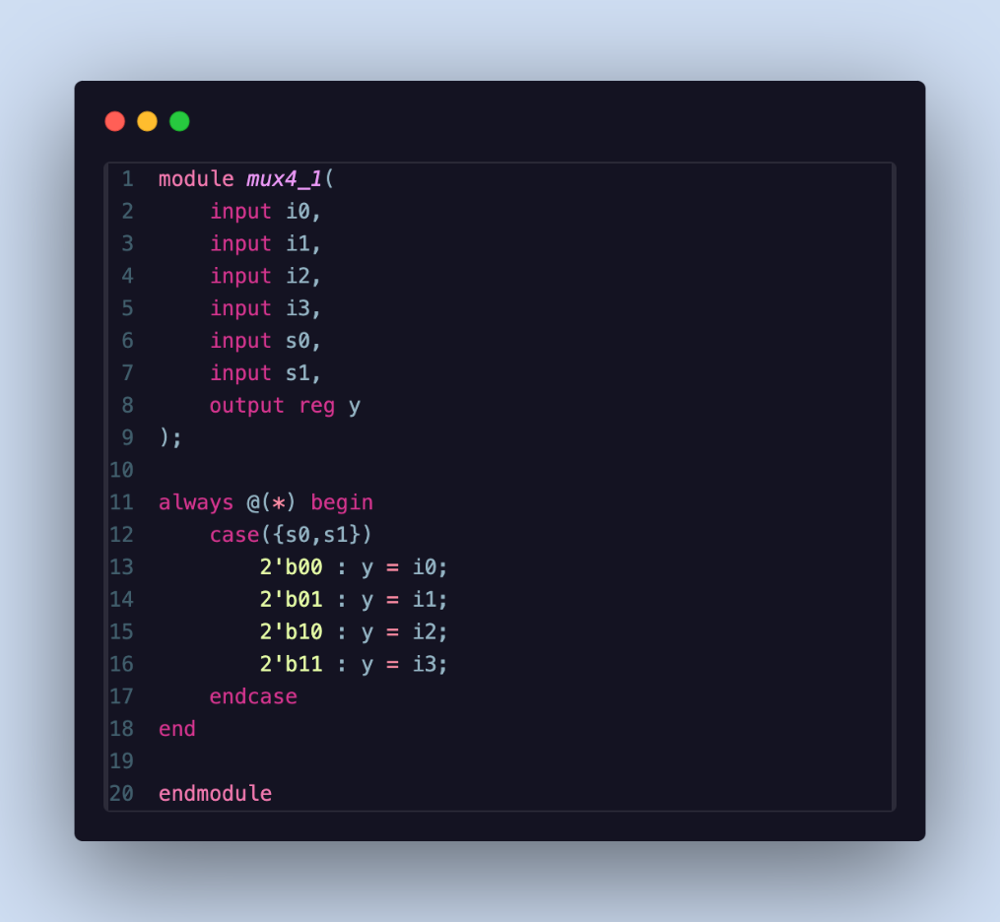 1 module mux4_1(
2     input i0,
3     input i1,
4     input i2,
5     input i3,
6     input s0,
7     input s1,
8     output reg y
9 );
10
11 always @(*) begin
12     case({s0,s1})
13         2'b00 : y = i0;
14         2'b01 : y = i1;
15         2'b10 : y = i2;
16         2'b11 : y = i3;
17     endcase
18 end
19
20 endmodule